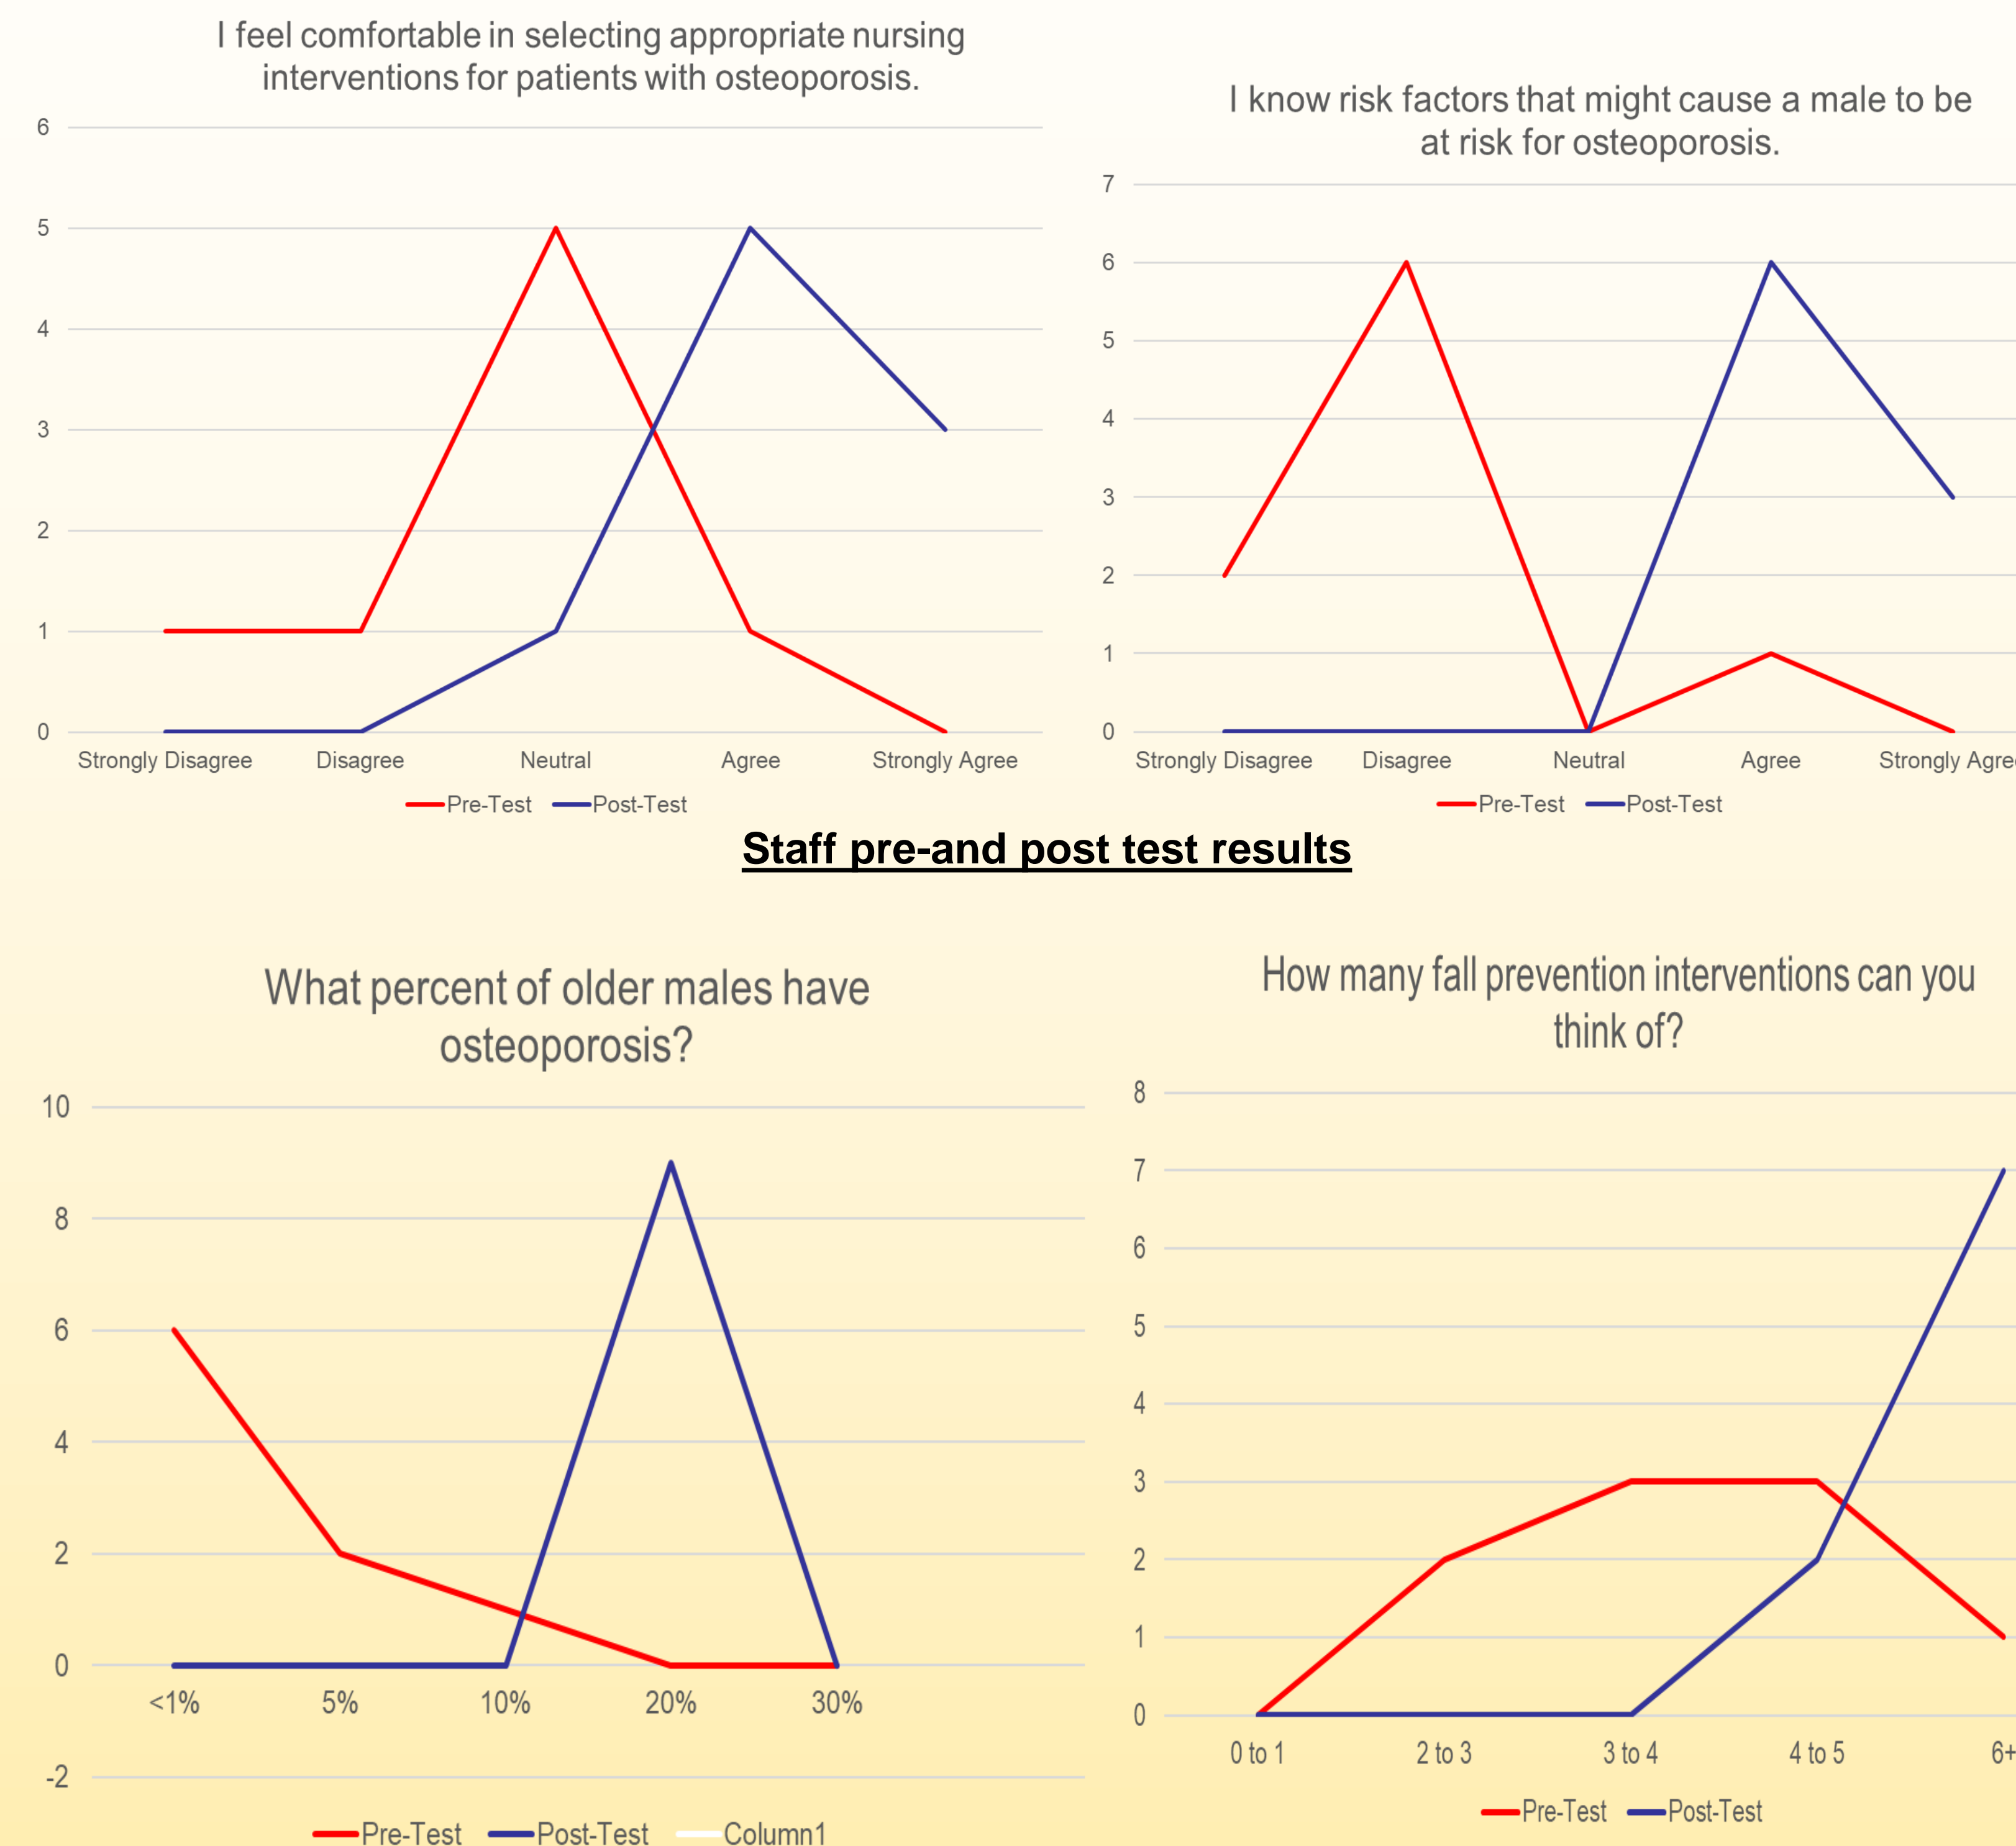 I feel comfortable in selecting appropriate nursing
interventions for patients with osteoporosis.
6
5
4
3
2
1
0
Strongly Disagree Disagree Neutral Agree Strongly Agree
Pre-Test Post-Test
I know risk factors that might cause a male to be
at risk for osteoporosis.
7
6
5
4
3
2
1
0
Strongly Disagree Disagree Neutral Agree Strongly Agre
Pre-Test Post-Test
Staff pre-and post test results
What percent of older males have
osteoporosis?
10
8
6
4
2
0
<1% 5% 10% 20% 30%
-2
Pre-Test Post-Test Column1
How many fall prevention interventions can you
think of?
8
7
6
5
4
3
2
1
0
0 to 1 2 to 3 3 to 4 4 to 5 6+
Pre-Test Post-Test